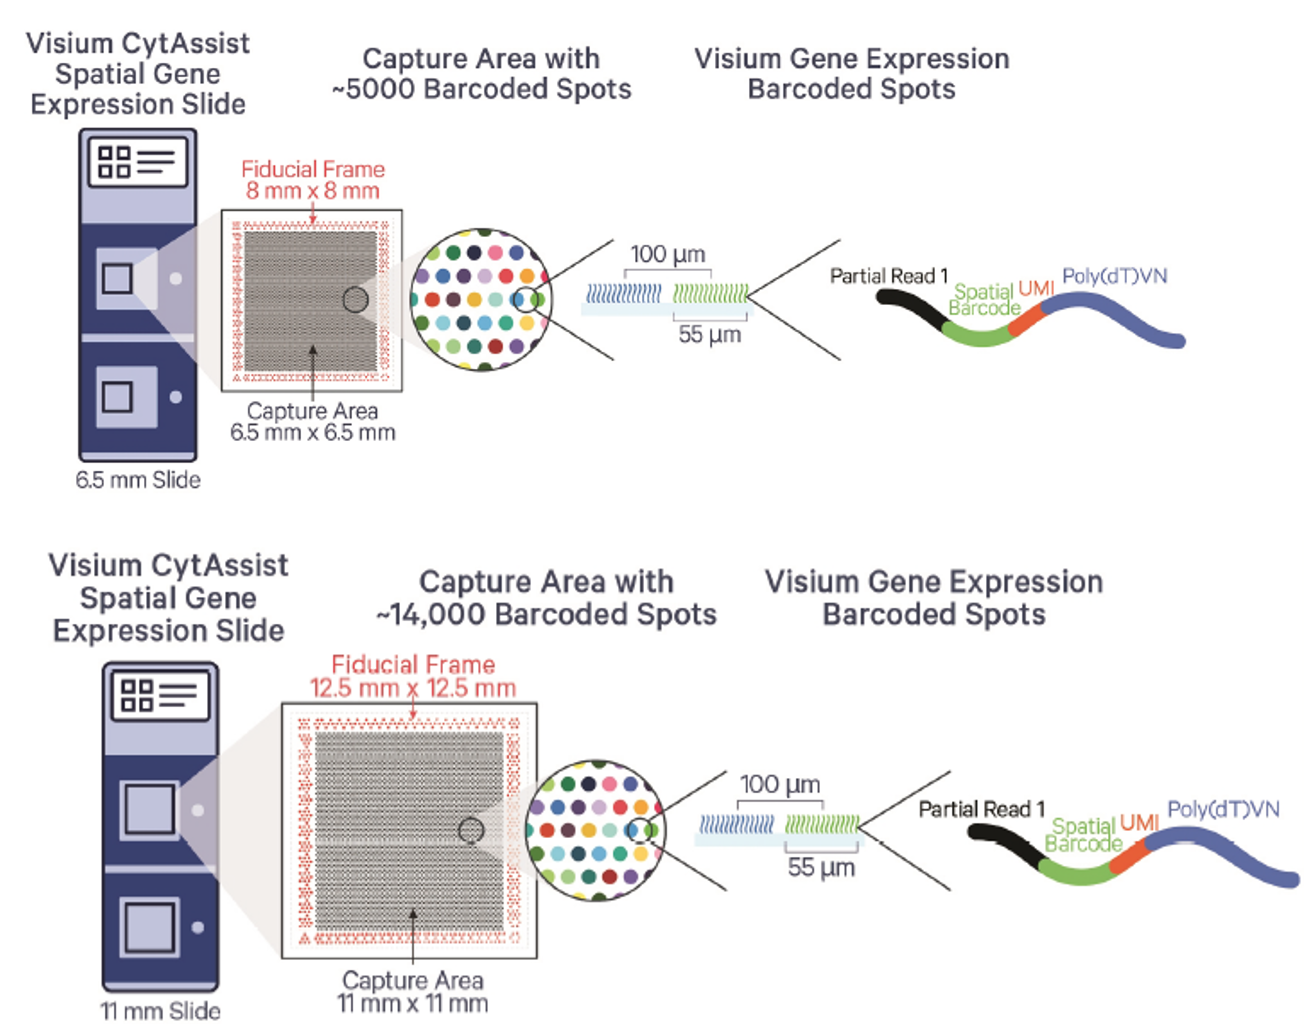 Visium CytAssist
Spatial Gene
Expression Slide
Capture Area with
~5000 Barcoded Spots
Visium Gene Expression
Barcoded Spots
Fiducial Frame
8 mm x 8 mm
100 µm
55 µm
Partial Read 1
Spatial
Barcode
UMI
Poly(dT)VN
Capture Area
6.5 mm x 6.5 mm
6.5 mm Slide
Visium CytAssist
Spatial Gene
Expression Slide
Capture Area with
~14,000 Barcoded Spots
Visium Gene Expression
Barcoded Spots
Fiducial Frame
12.5 mm x 12.5 mm
100 µm
55 µm
Partial Read 1
Spatial
Barcode
UMI
Poly(dT)VN
Capture Area
11 mm x 11 mm
11 mm Slide